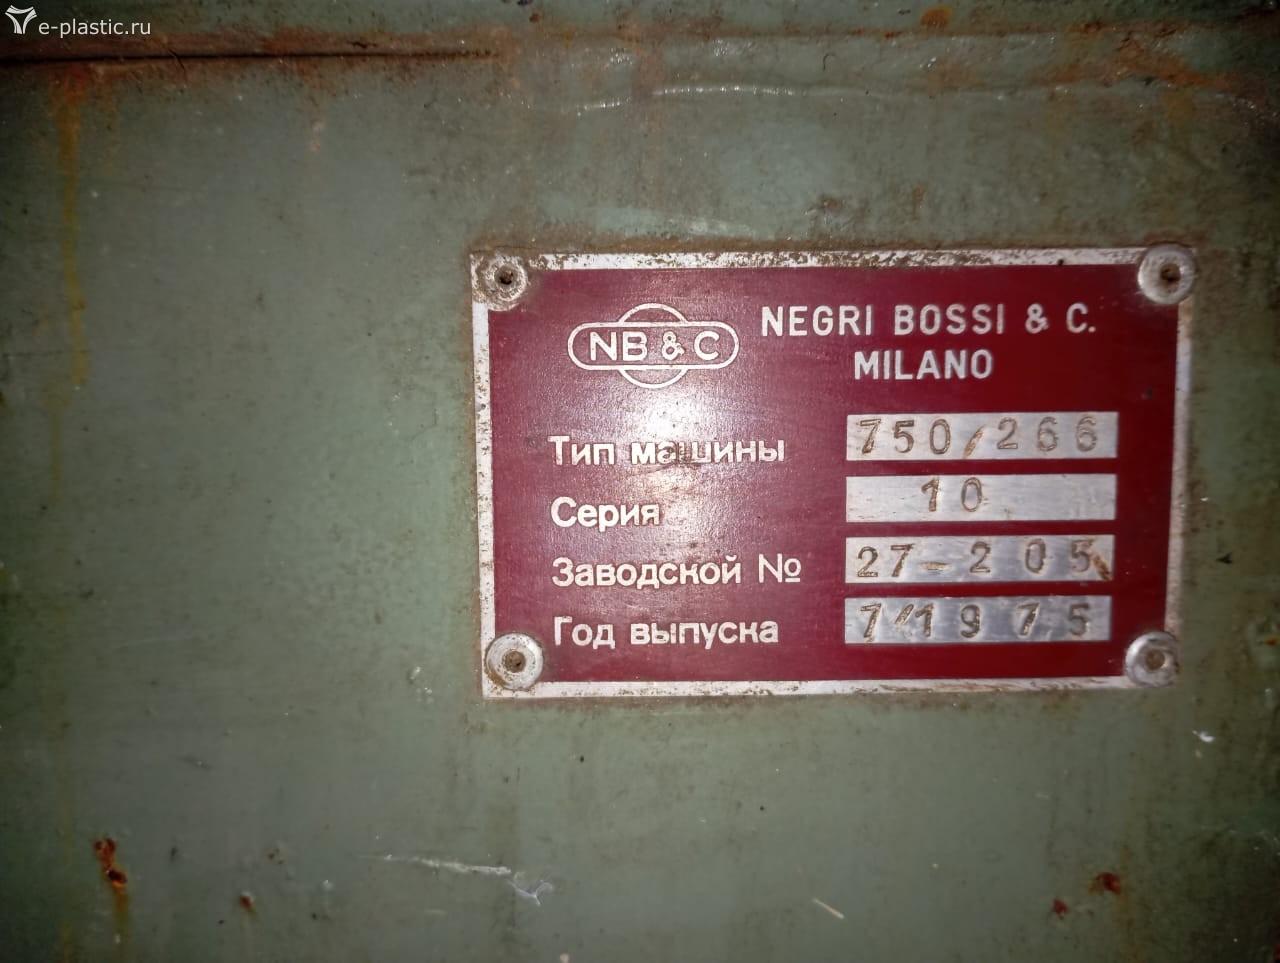 e-plastic.ru
NB & C
NEGRI BOSSI & C.
MILANO
Тип машины 750/266
Серия 10
Заводской № 27-205
Год выпуска 7/1975